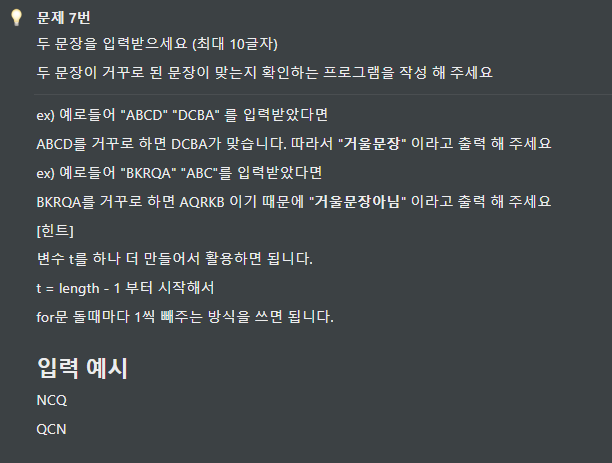 문제 7번
두 문장을 입력받으세요 (최대 10글자)
두 문장이 거꾸로 된 문장이 맞는지 확인하는 프로그램을 작성 해 주세요
ex) 예로들어 "ABCD" "DCBA" 를 입력받았다면
ABCD를 거꾸로 하면 DCBA가 맞습니다. 따라서 "거울문장" 이라고 출력 해 주세요
ex) 예로들어 "BKRQA" "ABC"를 입력받았다면
BKRQA를 거꾸로 하면 AQRKB 이기 때문에 "거울문장아님" 이라고 출력 해 주세요
[힌트]
변수 t를 하나 더 만들어서 활용하면 됩니다.
t = length - 1 부터 시작해서
for문 돌때마다 1씩 빼주는 방식을 쓰면 됩니다.
입력 예시
NCQ
QCN